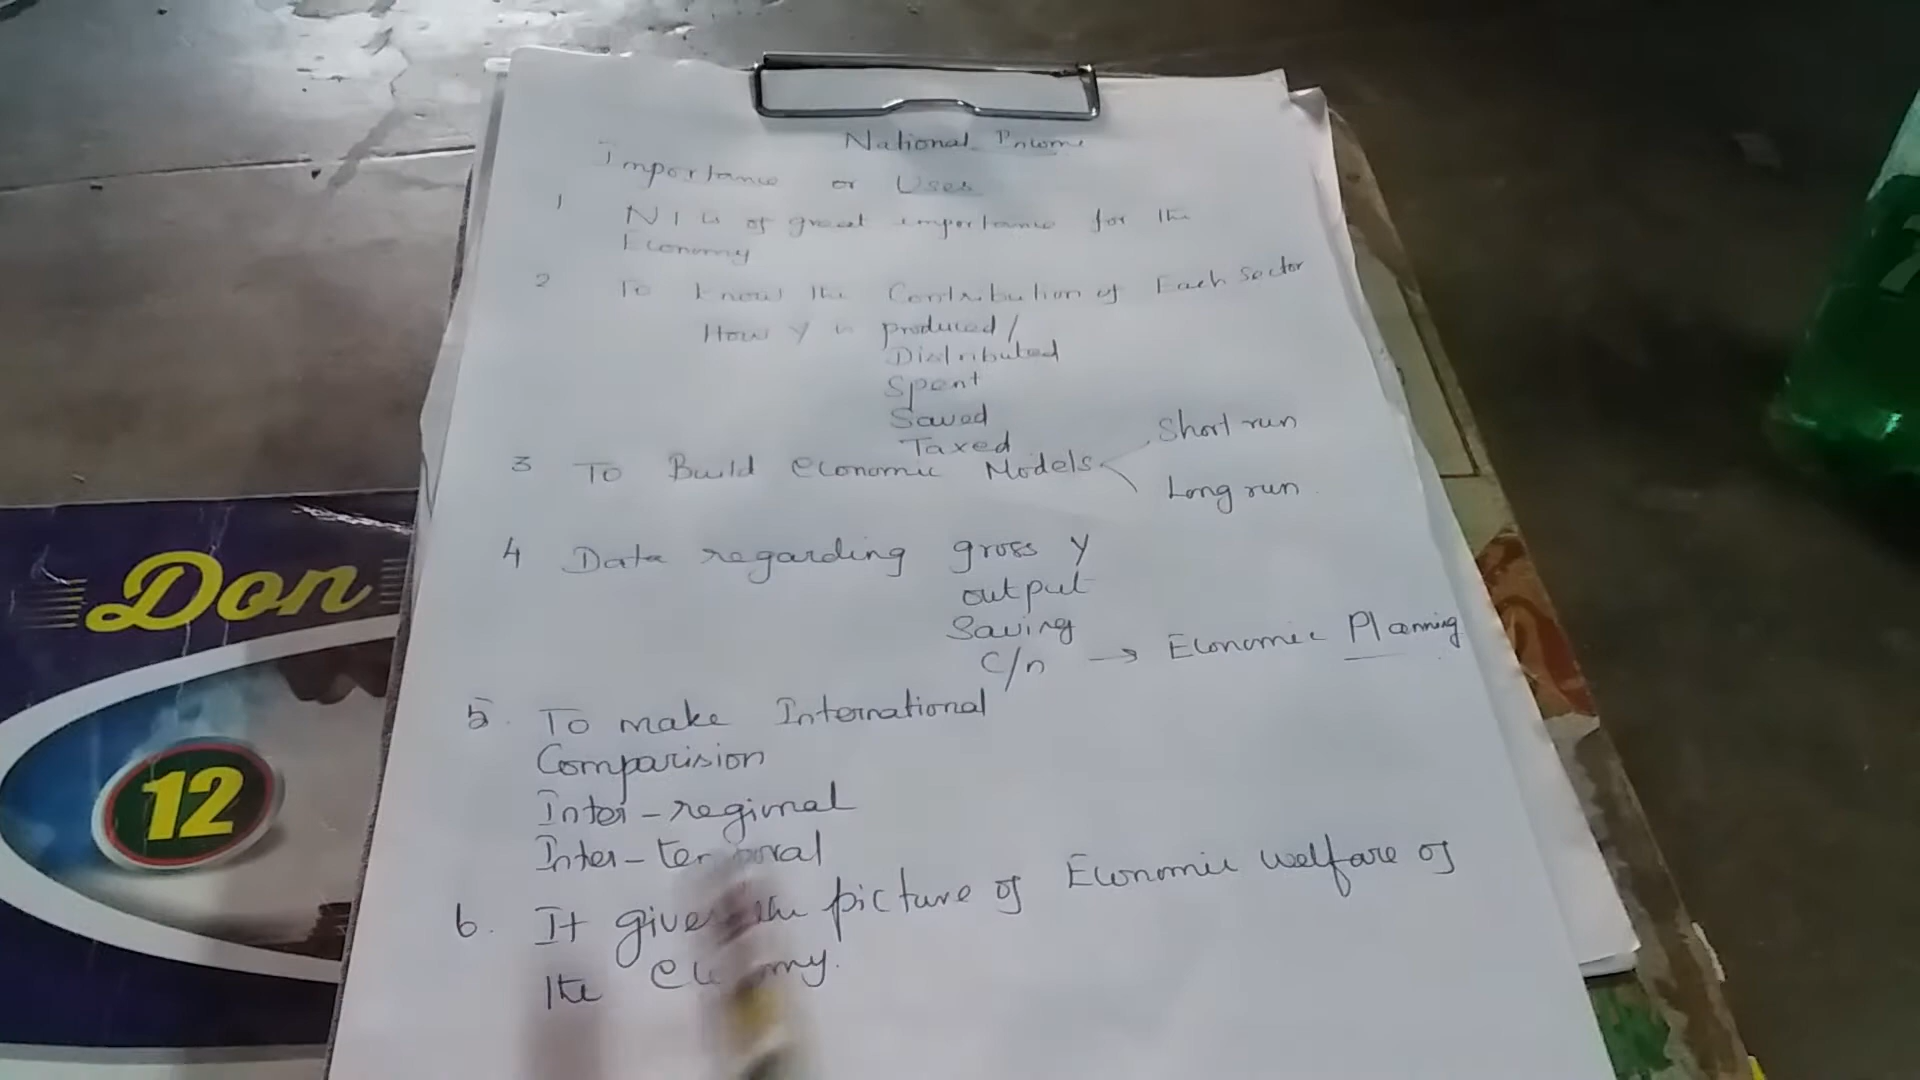 National Income
Importance or Uses
1 NI is of great importance for the
Economy
2 To know the Contribution of Each Sector
How Y is produced/
Distributed
Spent
Saved
Taxed
3 To Build economic Models
Short run
Long run
4 Data regarding gross Y
output
Saving
C/n → Economic Planning
5. To make International
Comparision
Inter-regional
6. It gives the picture of Economic welfare of
the
Don
12